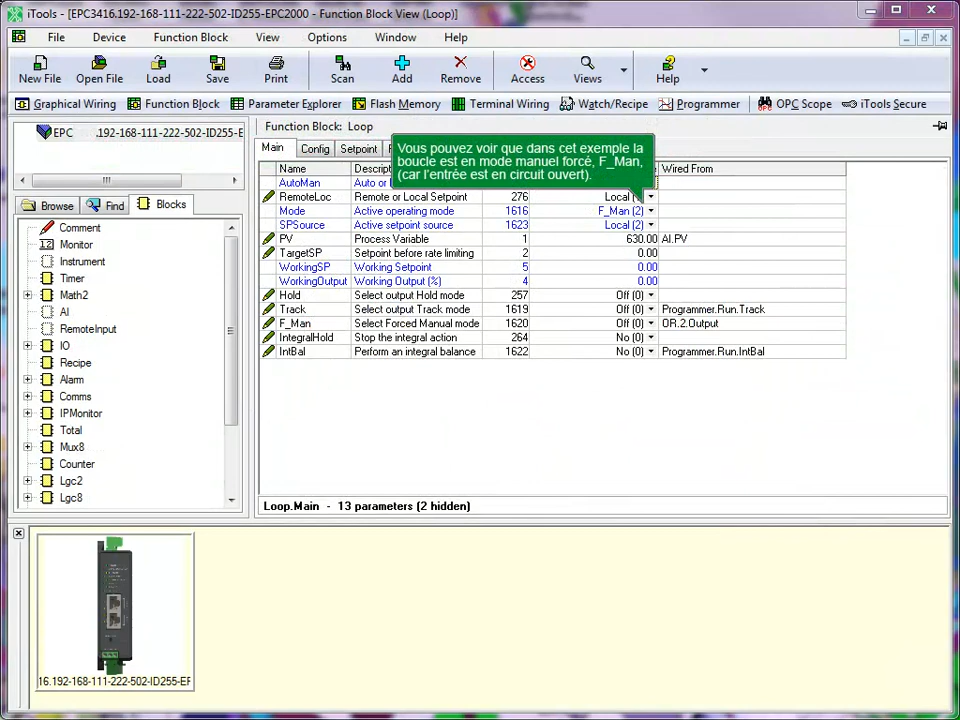 iTools - [EPC3416.192-168-111-222-502-ID255-EPC2000 - Function Block View (Loop)]
File Device Function Block View Options Window Help
New File Open File Load Save Print Scan Add Remove Access Views Help
Graphical Wiring Function Block Parameter Explorer Flash Memory Terminal Wiring Watch/Recipe Programmer OPC Scope iTools Secure
EPC .192-168-111-222-502-ID255-E
Browse Find Blocks
Comment
Monitor
Instrument
Timer
Math2
AI
RemoteInput
IO
Recipe
Alarm
Comms
IPMonitor
Total
Mux8
Counter
Lgc2
Lgc8
Function Block: Loop
Main Config Setpoint
Vous pouvez voir que dans cet exemple la
boucle est en mode manuel forcé, F_Man,
(car l'entrée est en circuit ouvert).
Name Descript Wired From
AutoMan Auto or
RemoteLoc Remote or Local Setpoint 276 Local
Mode Active operating mode 1616 F_Man (2)
SPSource Active setpoint source 1623 Local (2)
PV Process Variable 1 630.00 AI.PV
TargetSP Setpoint before rate limiting 2 0.00
WorkingSP Working Setpoint 5 0.00
WorkingOutput Working Output (%) 4 0.00
Hold Select output Hold mode 257 Off (0)
Track Select output Track mode 1619 Off (0) Programmer.Run.Track
F_Man Select Forced Manual mode 1620 Off (0) OR.2.Output
IntegralHold Stop the integral action 264 No (0)
IntBal Perform an integral balance 1622 No (0) Programmer.Run.IntBal
Loop.Main - 13 parameters (2 hidden)
16.192-168-111-222-502-ID255-EF